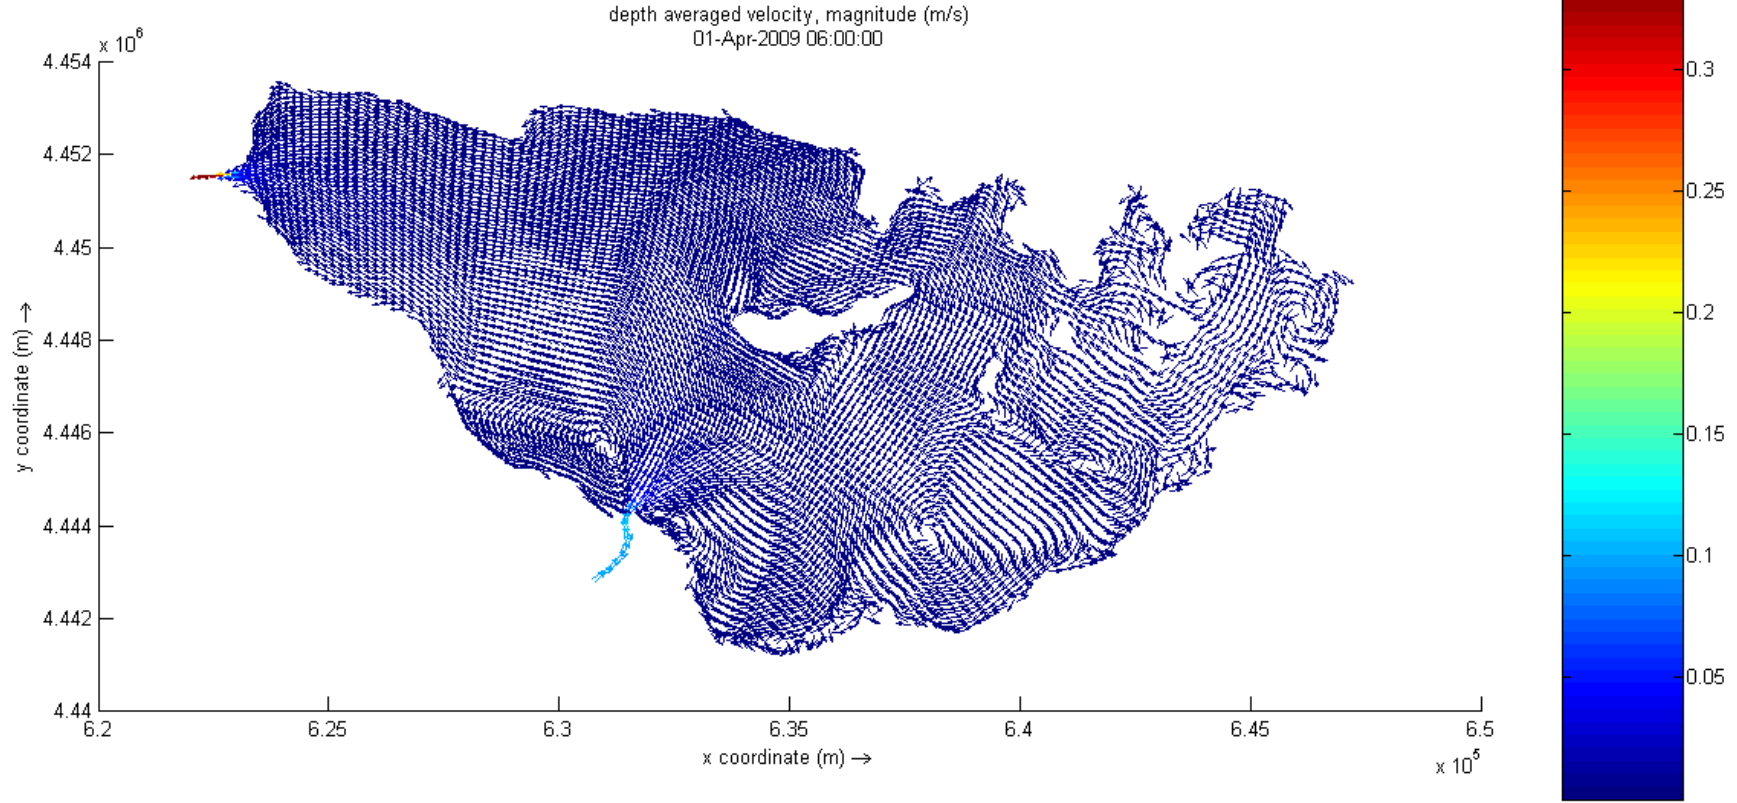 depth averaged velocity, magnitude (m/s)
01-Apr-2009 06:00:00
x 10^6
4.454
4.452
4.45
4.448
4.446
4.444
4.442
4.44
y coordinate (m) →
6.2 6.25 6.3 6.35 6.4 6.45 6.5
x coordinate (m) →
x 10^5
0.3
0.25
0.2
0.15
0.1
0.05